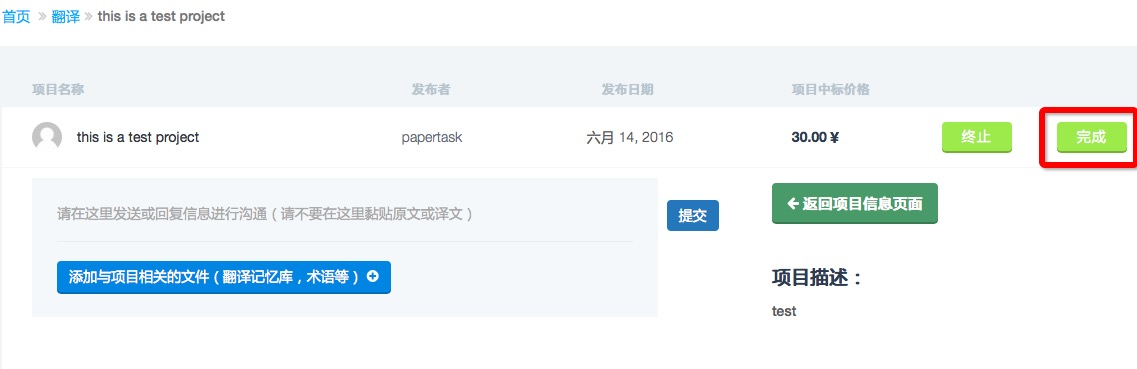 首页 » 翻译 » this is a test project
项目名称 发布者 发布日期 项目中标价格
this is a test project papertask 六月 14, 2016 30.00 ¥ 终止 完成
请在这里发送或回复信息进行沟通（请不要在这里黏贴原文或译文）
提交
添加与项目相关的文件（翻译记忆库，术语等）
返回项目信息页面
项目描述：
test